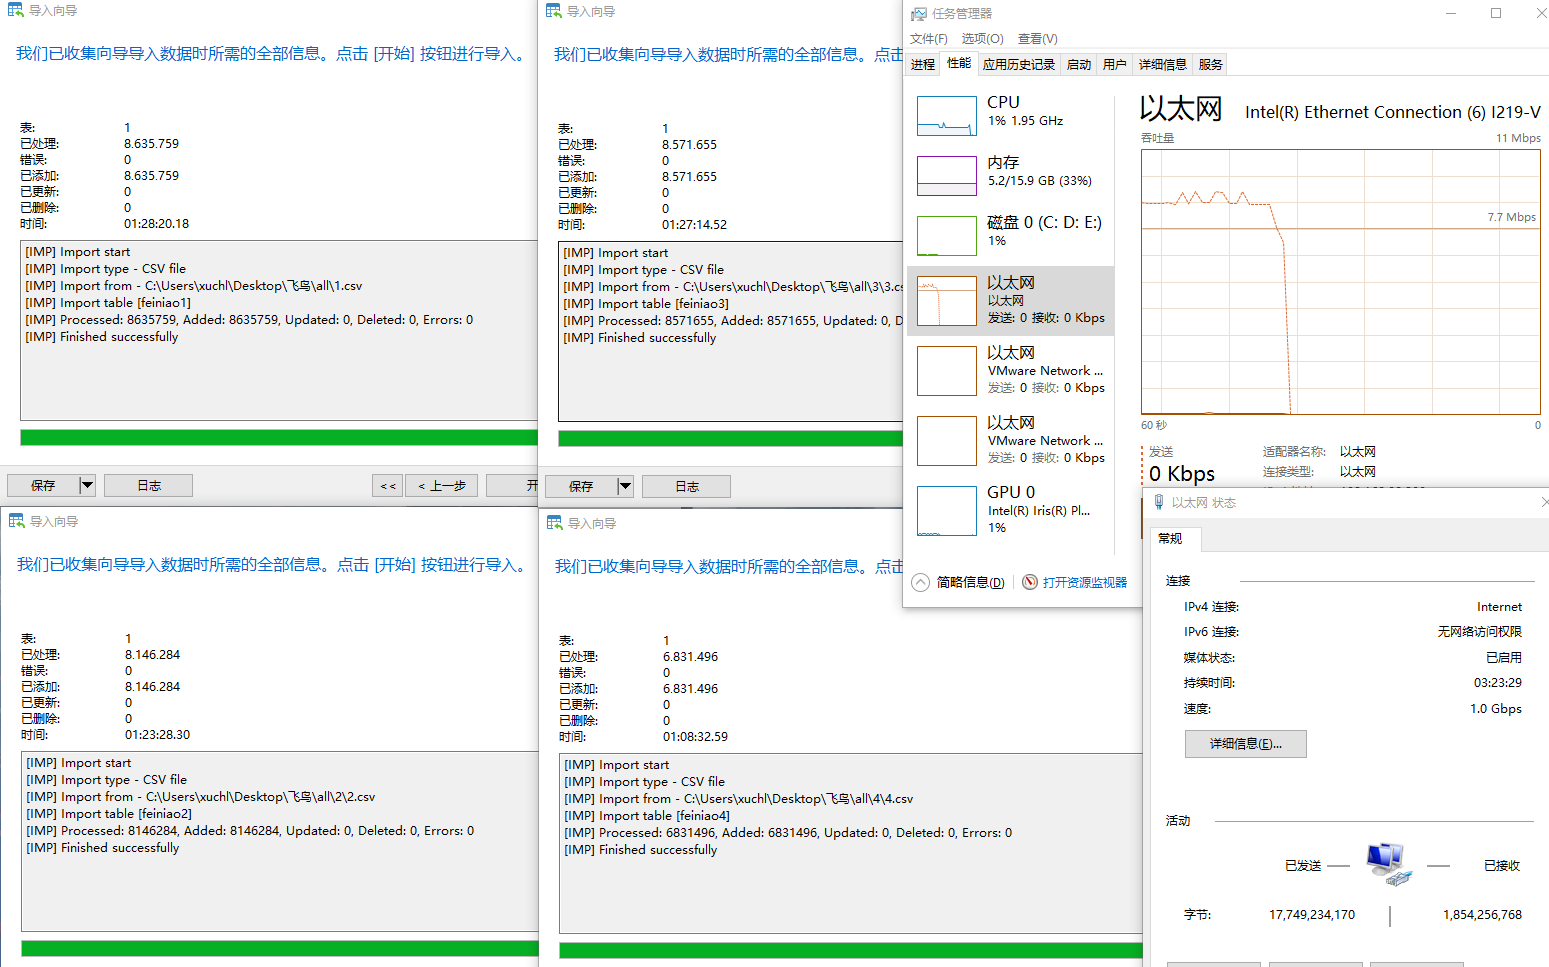 导入向导
我们已收集向导导入数据时所需的全部信息。点击 [开始] 按钮进行导入。
表: 1
已处理: 8.635.759
错误: 0
已添加: 8.635.759
已更新: 0
已删除: 0
时间: 01:28:20.18
[IMP] Import start
[IMP] Import type - CSV file
[IMP] Import from - C:\Users\xuchl\Desktop\飞鸟\all\1.csv
[IMP] Import table [feiniao1]
[IMP] Processed: 8635759, Added: 8635759, Updated: 0, Deleted: 0, Errors: 0
[IMP] Finished successfully
保存 日志 << < 上一步 开
导入向导
我们已收集向导导入数据时所需的全部信息。点击
表: 1
已处理: 8.571.655
错误: 0
已添加: 8.571.655
已更新: 0
已删除: 0
时间: 01:27:14.52
[IMP] Import start
[IMP] Import type - CSV file
[IMP] Import from - C:\Users\xuchl\Desktop\飞鸟\all\3\3.cs
[IMP] Import table [feiniao3]
[IMP] Processed: 8571655, Added: 8571655, Updated: 0, D
[IMP] Finished successfully
保存 日志
导入向导
我们已收集向导导入数据时所需的全部信息。点击 [开始] 按钮进行导入。
表: 1
已处理: 8.146.284
错误: 0
已添加: 8.146.284
已更新: 0
已删除: 0
时间: 01:23:28.30
[IMP] Import start
[IMP] Import type - CSV file
[IMP] Import from - C:\Users\xuchl\Desktop\飞鸟\all\2\2.csv
[IMP] Import table [feiniao2]
[IMP] Processed: 8146284, Added: 8146284, Updated: 0, Deleted: 0, Errors: 0
[IMP] Finished successfully
导入向导
我们已收集向导导入数据时所需的全部信息。点击
表: 1
已处理: 6.831.496
错误: 0
已添加: 6.831.496
已更新: 0
已删除: 0
时间: 01:08:32.59
[IMP] Import start
[IMP] Import type - CSV file
[IMP] Import from - C:\Users\xuchl\Desktop\飞鸟\all\4\4.csv
[IMP] Import table [feiniao4]
[IMP] Processed: 6831496, Added: 6831496, Updated: 0, Deleted: 0, Errors: 0
[IMP] Finished successfully
任务管理器
文件(F) 选项(O) 查看(V)
进程 性能 应用历史记录 启动 用户 详细信息 服务
CPU
1% 1.95 GHz
内存
5.2/15.9 GB (33%)
磁盘 0 (C: D: E:)
1%
以太网
以太网
发送: 0 接收: 0 Kbps
以太网
VMware Network ...
发送: 0 接收: 0 Kbps
以太网
VMware Network ...
发送: 0 接收: 0 Kbps
GPU 0
Intel(R) Iris(R) Pl...
1%
简略信息(D) 打开资源监视器
以太网 Intel(R) Ethernet Connection (6) I219-V
吞吐量 11 Mbps
7.7 Mbps
60 秒 0
发送 适配器名称: 以太网
0 Kbps 连接类型: 以太网
以太网 状态
常规
连接
IPv4 连接: Internet
IPv6 连接: 无网络访问权限
媒体状态: 已启用
持续时间: 03:23:29
速度: 1.0 Gbps
详细信息(E)...
活动
已发送 — — 已接收
字节: 17,749,234,170 | 1,854,256,768